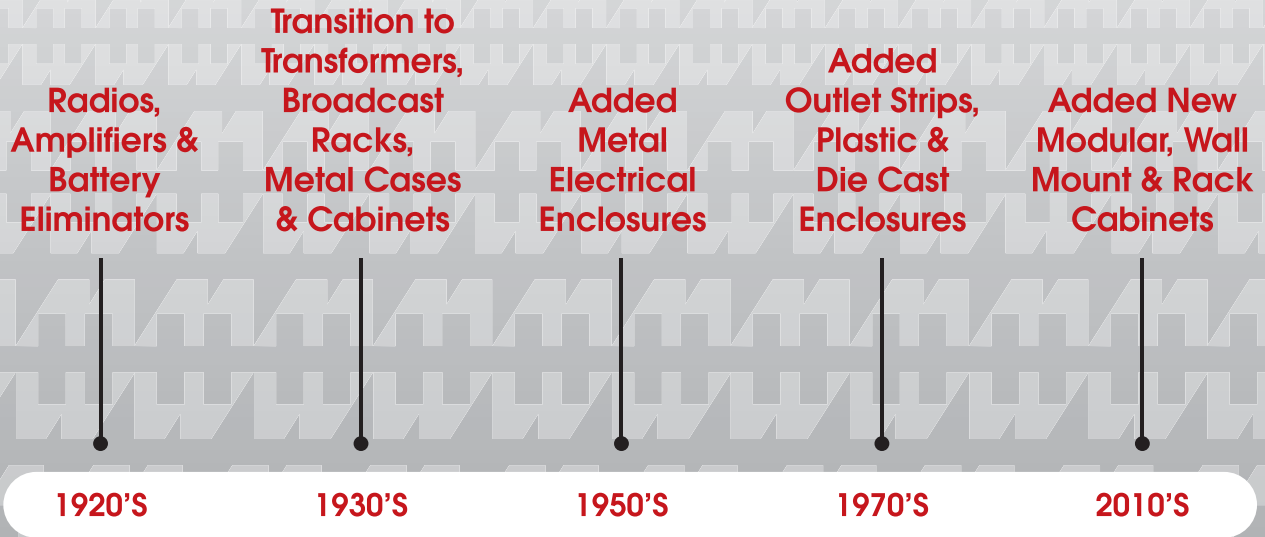 Radios,
Amplifiers &
Battery
Eliminators
Transition to
Transformers,
Broadcast
Racks,
Metal Cases
& Cabinets
Added
Metal
Electrical
Enclosures
Added
Outlet Strips,
Plastic &
Die Cast
Enclosures
Added New
Modular, Wall
Mount & Rack
Cabinets
1920’S
1930’S
1950’S
1970’S
2010’S